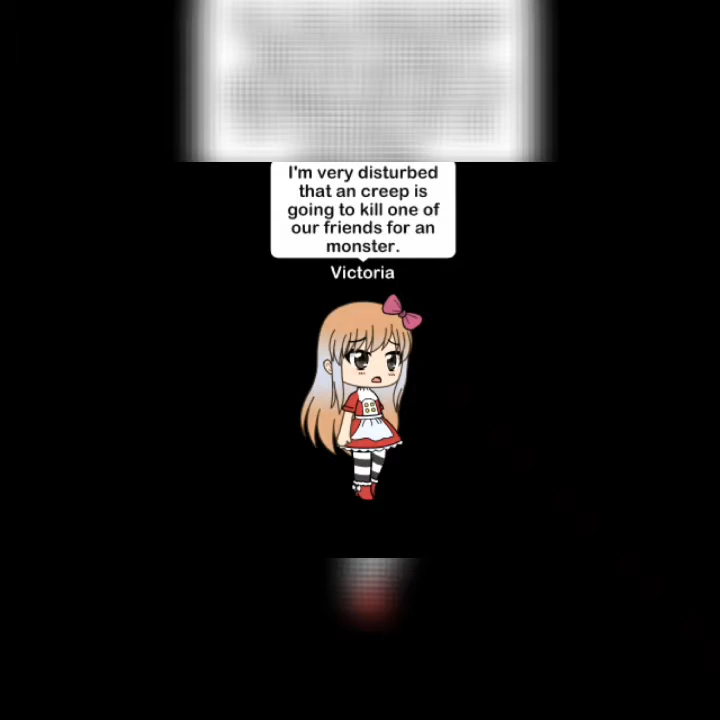 I'm very disturbed
that an creep is
going to kill one of
our friends for an
monster.
Victoria